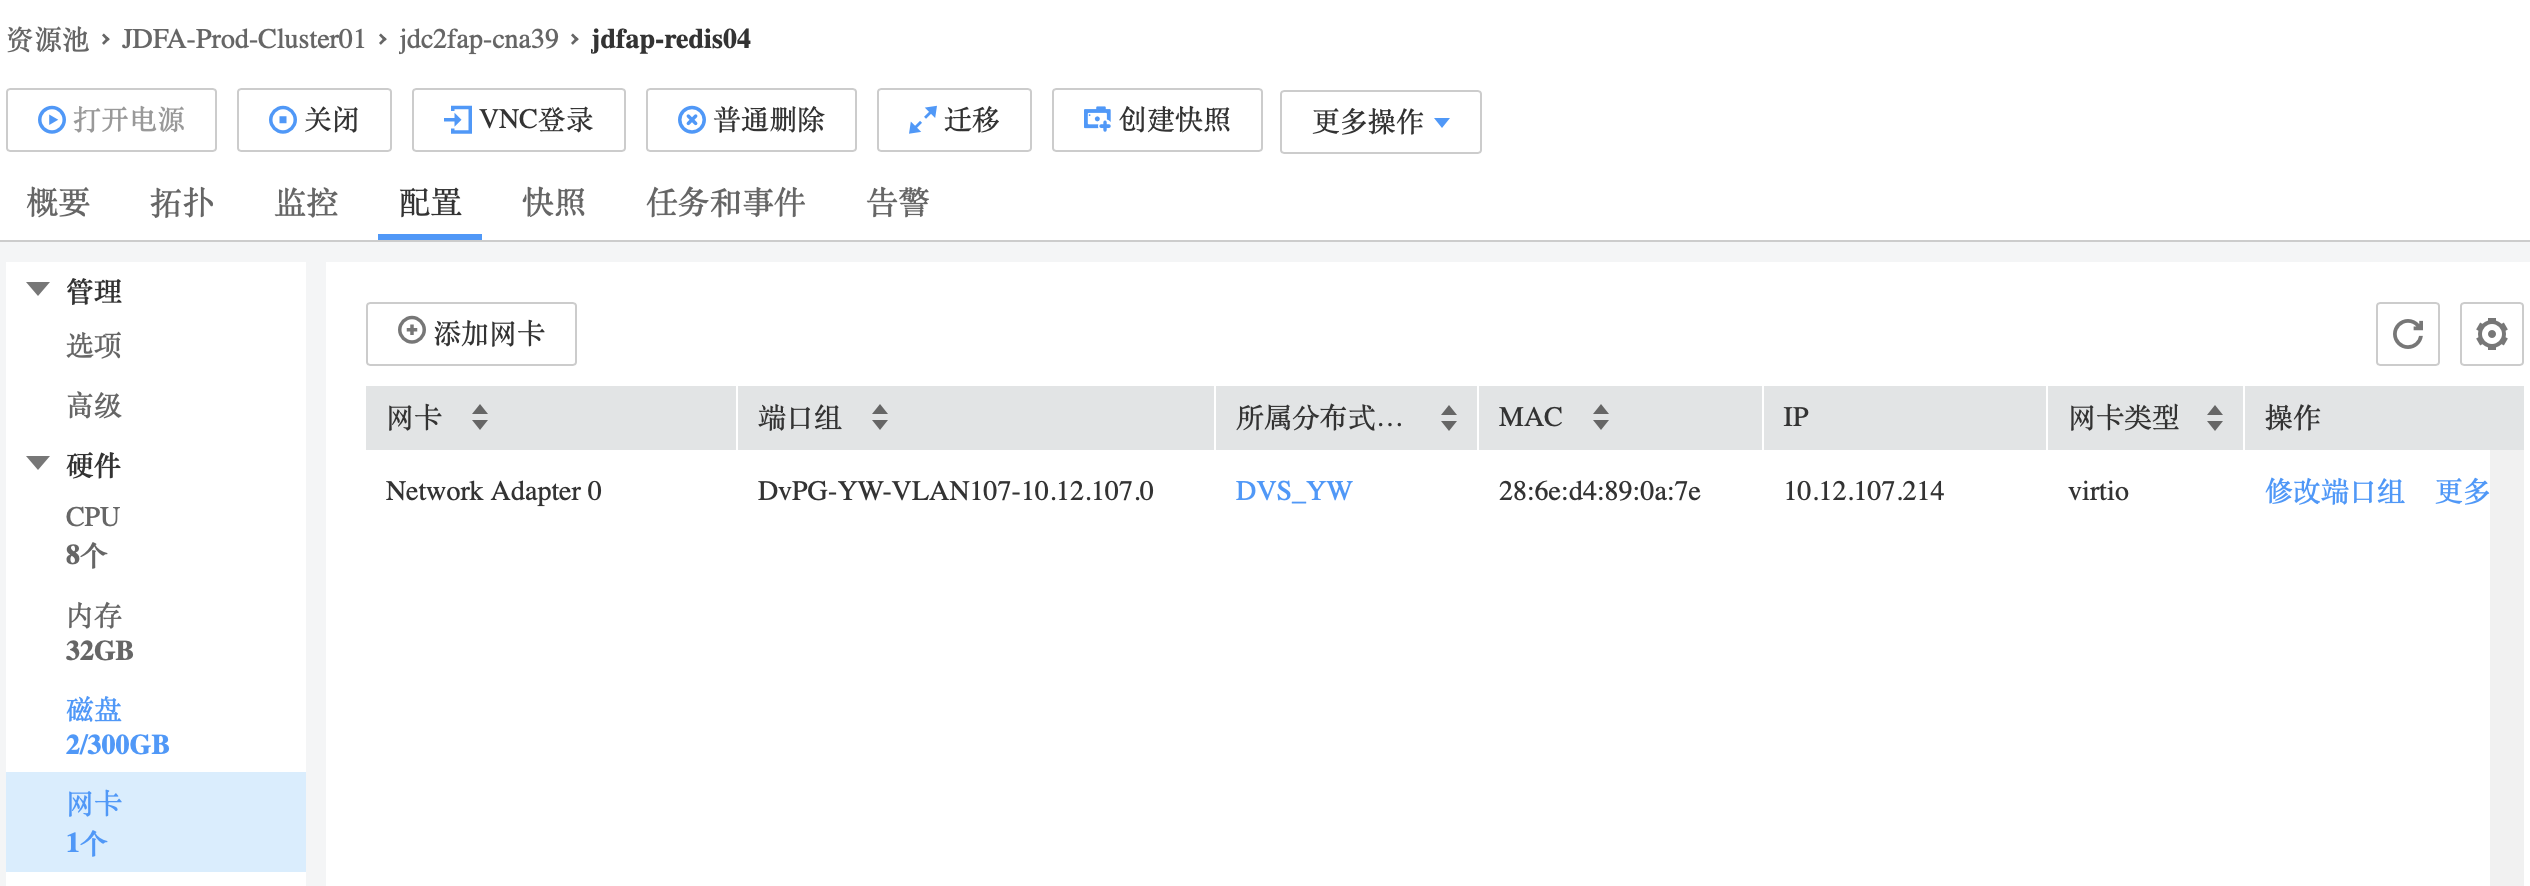 资源池 › JDFA-Prod-Cluster01 › jdc2fap-cna39 › jdfap-redis04
打开电源 关闭 VNC登录 普通删除 迁移 创建快照 更多操作
概要 拓扑 监控 配置 快照 任务和事件 告警
管理
选项
高级
硬件
CPU
8个
内存
32GB
磁盘
2/300GB
网卡
1个
添加网卡
网卡 端口组 所属分布式... MAC IP 网卡类型 操作
Network Adapter 0 DvPG-YW-VLAN107-10.12.107.0 DVS_YW 28:6e:d4:89:0a:7e 10.12.107.214 virtio 修改端口组 更多